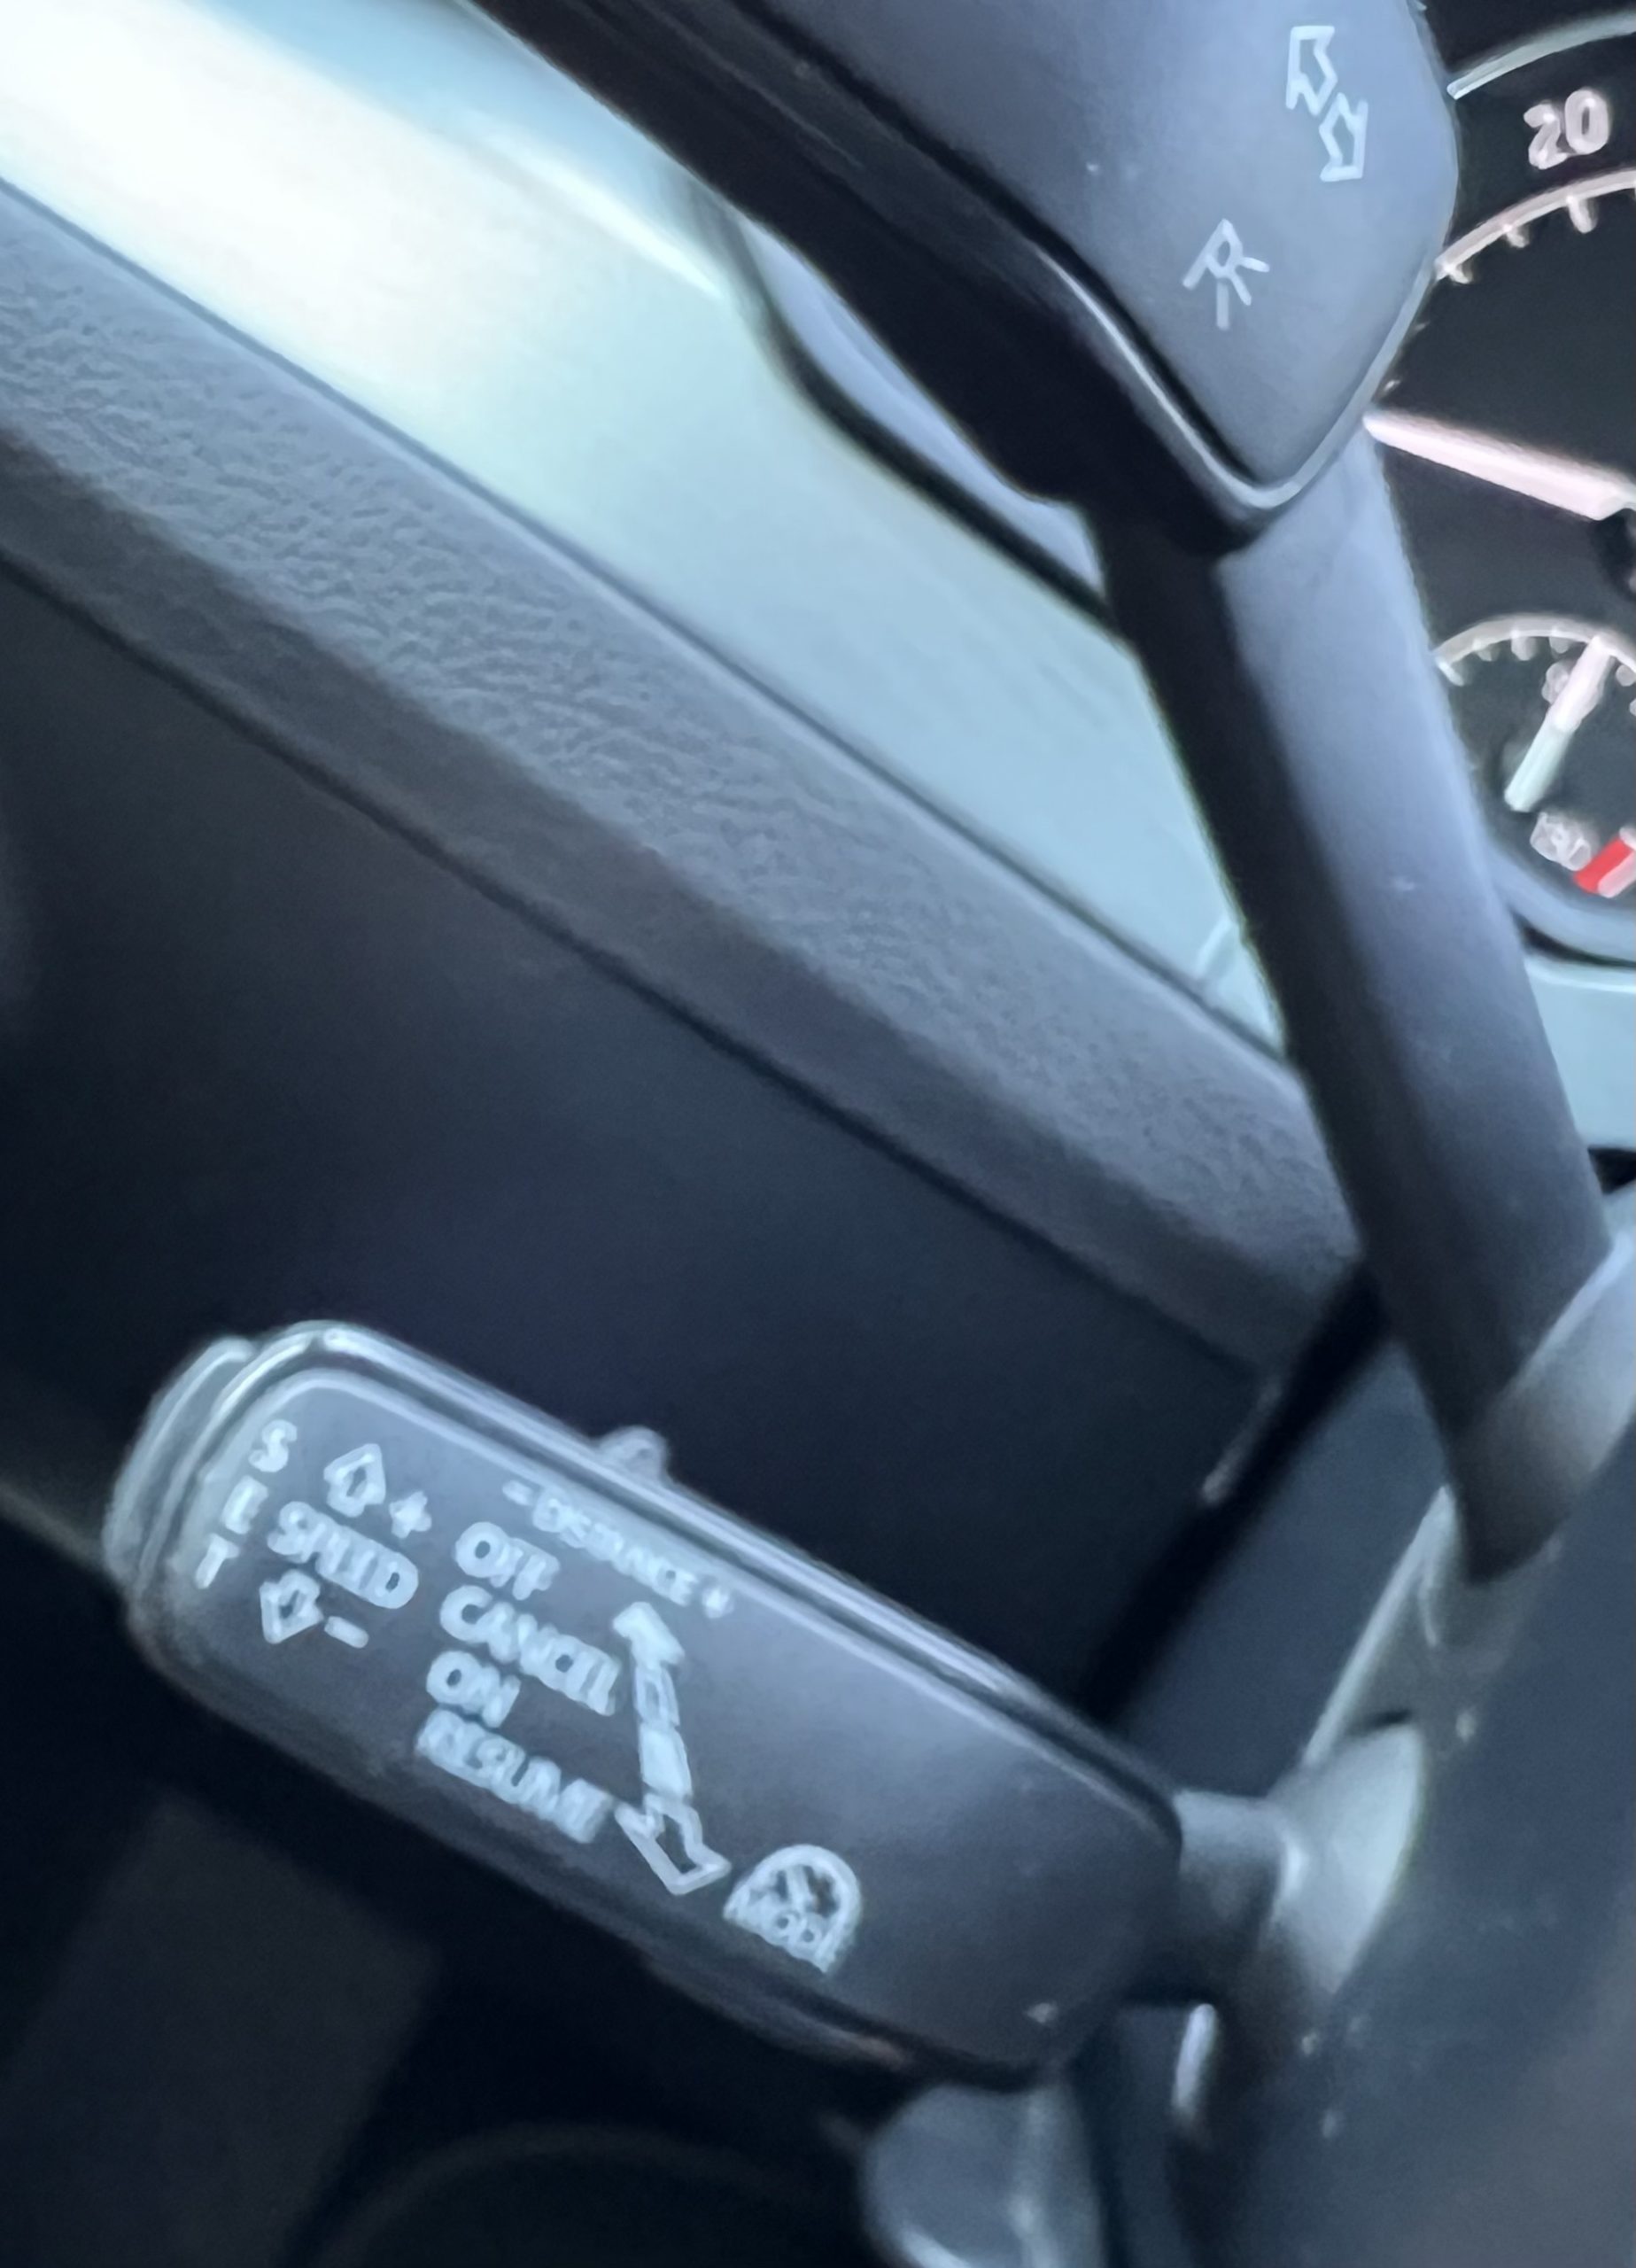 20
- DISTANCE +
S
E
T
+
SPEED
-
OFF
CANCEL
ON
RESUME
MODE